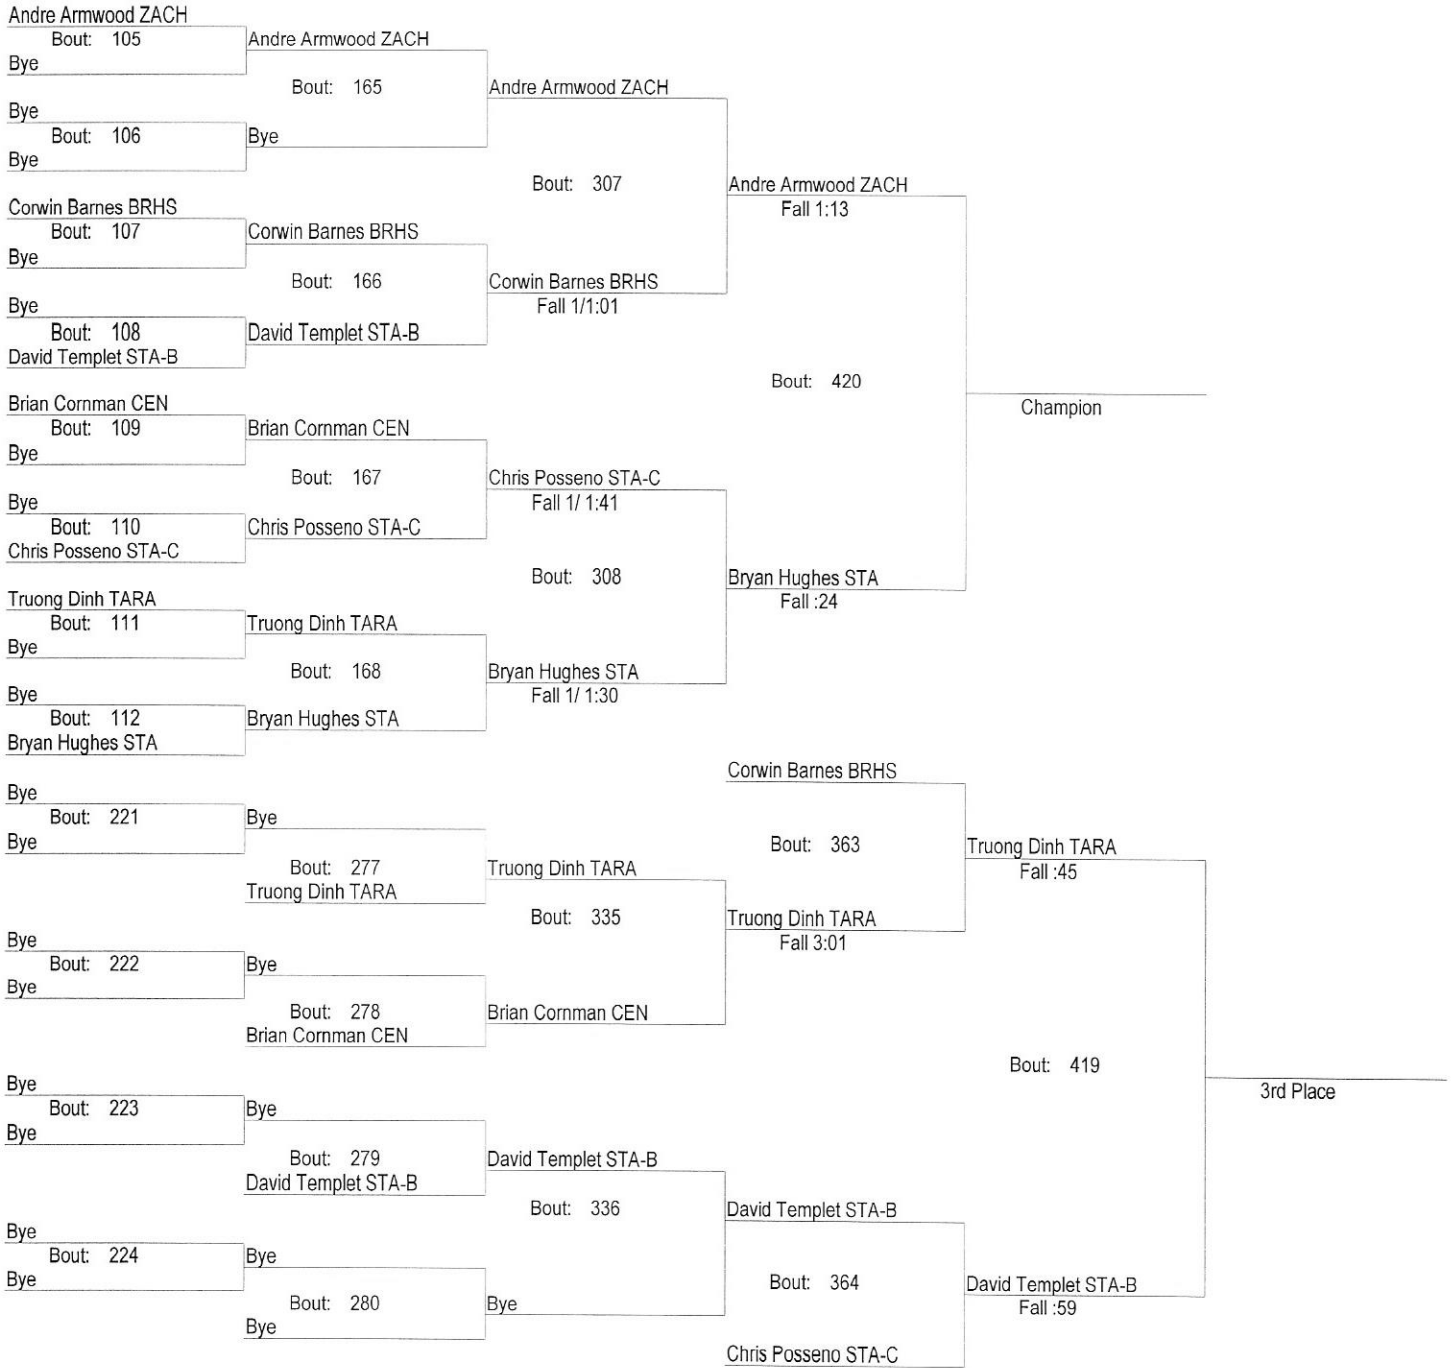 Andre Armwood ZACH
Bout: 105
Bye
Andre Armwood ZACH
Bout: 165
Bye
Bout: 106
Bye
Bye
Andre Armwood ZACH
Bout: 307
Corwin Barnes BRHS
Bout: 107
Bye
Corwin Barnes BRHS
Bout: 166
Bye
Bout: 108
David Templet STA-B
David Templet STA-B
Corwin Barnes BRHS
Fall 1/1:01
Andre Armwood ZACH
Fall 1:13
Bout: 420
Champion
Brian Cornman CEN
Bout: 109
Bye
Brian Cornman CEN
Bout: 167
Bye
Bout: 110
Chris Posseno STA-C
Chris Posseno STA-C
Chris Posseno STA-C
Fall 1/ 1:41
Bout: 308
Truong Dinh TARA
Bout: 111
Bye
Truong Dinh TARA
Bout: 168
Bye
Bout: 112
Bryan Hughes STA
Bryan Hughes STA
Bryan Hughes STA
Fall 1/ 1:30
Bryan Hughes STA
Fall :24
Bye
Bout: 221
Bye
Bye
Bout: 277
Truong Dinh TARA
Truong Dinh TARA
Bout: 335
Bye
Bout: 222
Bye
Bye
Bout: 278
Brian Cornman CEN
Brian Cornman CEN
Corwin Barnes BRHS
Bout: 363
Truong Dinh TARA
Fall 3:01
Truong Dinh TARA
Fall :45
Bout: 419
3rd Place
Bye
Bout: 223
Bye
Bye
Bout: 279
David Templet STA-B
David Templet STA-B
Bout: 336
Bye
Bout: 224
Bye
Bye
Bout: 280
Bye
Bye
David Templet STA-B
Bout: 364
Chris Posseno STA-C
David Templet STA-B
Fall :59